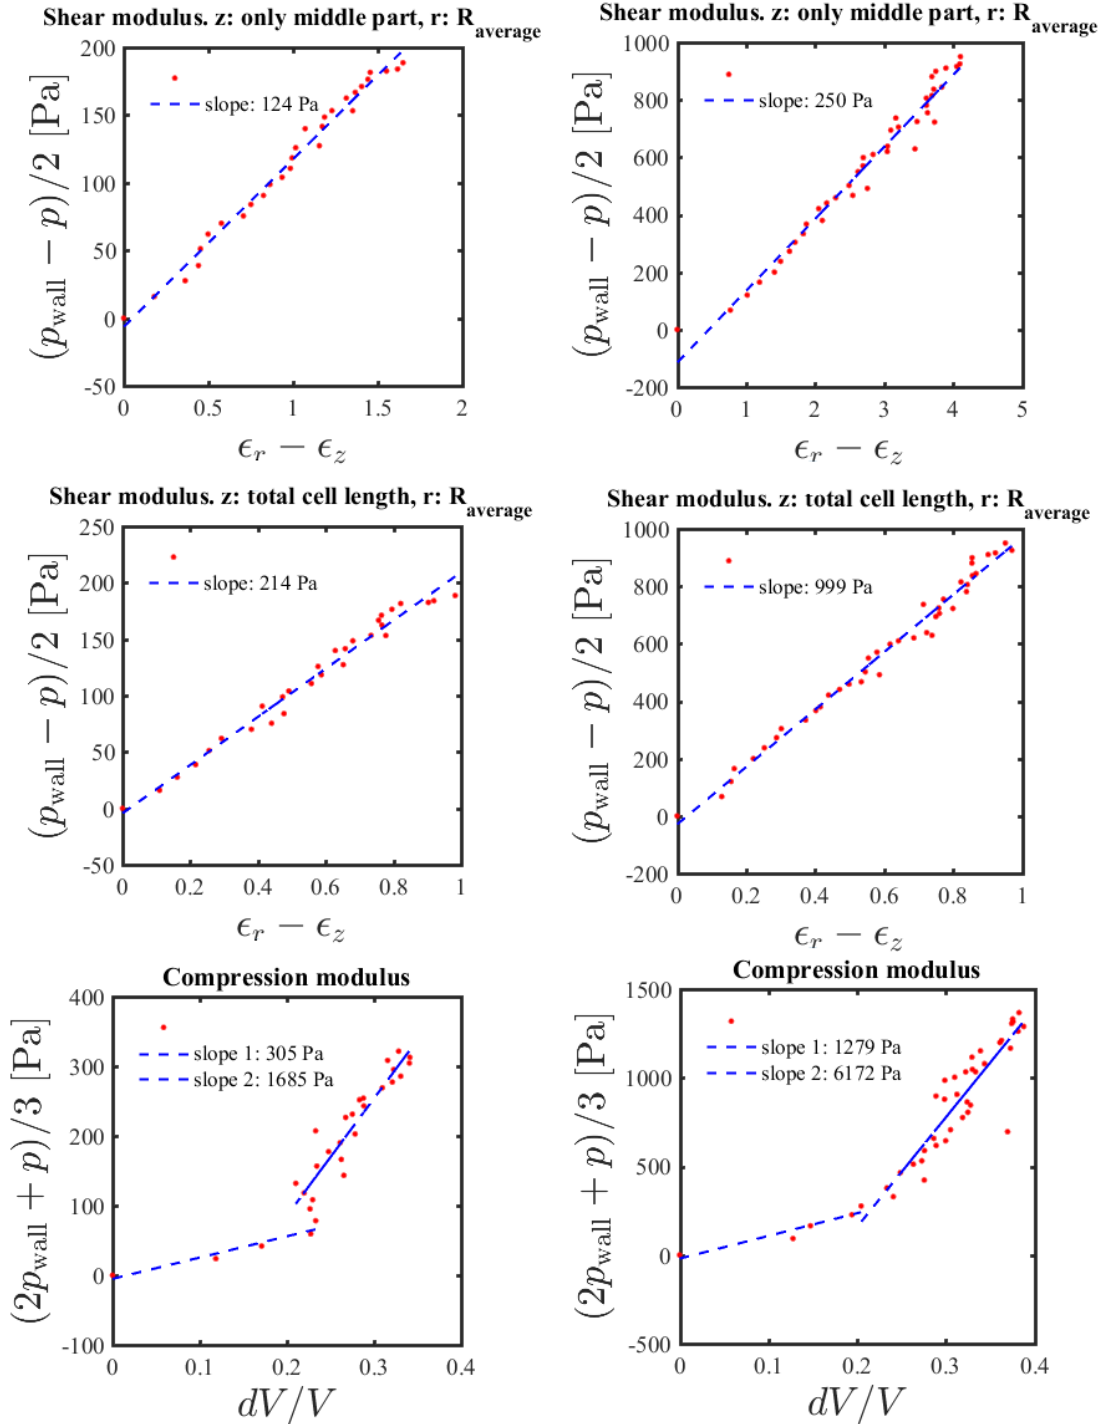 Shear modulus. z: only middle part, r: R_average
200
150
100
50
0
-50
slope: 124 Pa
(p_wall − p)/2 [Pa]
0 0.5 1 1.5 2
ϵ_r − ϵ_z
Shear modulus. z: only middle part, r: R_average
1000
800
600
400
200
0
-200
slope: 250 Pa
(p_wall − p)/2 [Pa]
0 1 2 3 4 5
ϵ_r − ϵ_z
Shear modulus. z: total cell length, r: R_average
250
200
150
100
50
0
-50
slope: 214 Pa
(p_wall − p)/2 [Pa]
0 0.2 0.4 0.6 0.8 1
ϵ_r − ϵ_z
Shear modulus. z: total cell length, r: R_average
1000
800
600
400
200
0
-200
slope: 999 Pa
(p_wall − p)/2 [Pa]
0 0.2 0.4 0.6 0.8 1
ϵ_r − ϵ_z
Compression modulus
400
300
200
100
0
-100
slope 1: 305 Pa
slope 2: 1685 Pa
(2p_wall + p)/3 [Pa]
0 0.1 0.2 0.3 0.4
dV/V
Compression modulus
1500
1000
500
0
-500
slope 1: 1279 Pa
slope 2: 6172 Pa
(2p_wall + p)/3 [Pa]
0 0.1 0.2 0.3 0.4
dV/V